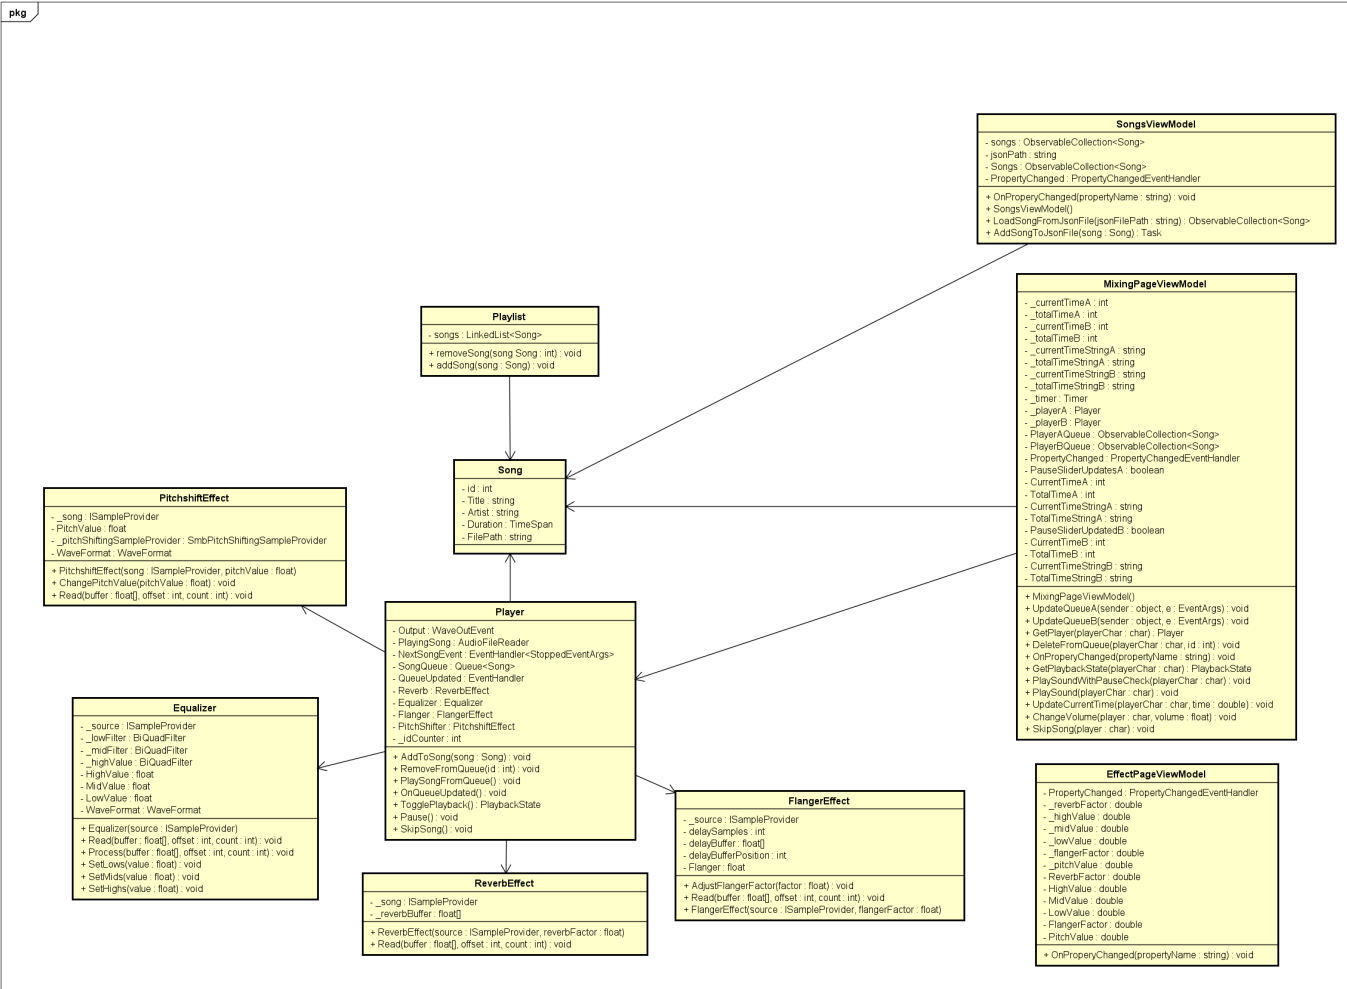 pkg
SongsViewModel
- songs : ObservableCollection<Song>
- jsonPath : string
- Songs : ObservableCollection<Song>
- PropertyChanged : PropertyChangedEventHandler
+ OnProperyChanged(propertyName : string) : void
+ SongsViewModel()
+ LoadSongFromJsonFile(jsonFilePath : string) : ObservableCollection<Song>
+ AddSongToJsonFile(song : Song) : Task
MixingPageViewModel
- _currentTimeA : int
- _totalTimeA : int
- _currentTimeB : int
- _totalTimeB : int
- _currentTimeStringA : string
- _totalTimeStringA : string
- _currentTimeStringB : string
- _totalTimeStringB : string
- _timer : Timer
- _playerA : Player
- _playerB : Player
- PlayerAQueue : ObservableCollection<Song>
- PlayerBQueue : ObservableCollection<Song>
- PropertyChanged : PropertyChangedEventHandler
- PauseSliderUpdatesA : boolean
- CurrentTimeA : int
- TotalTimeA : int
- CurrentTimeStringA : string
- TotalTimeStringA : string
- PauseSliderUpdatedB : boolean
- CurrentTimeB : int
- TotalTimeB : int
- CurrentTimeStringB : string
- TotalTimeStringB : string
+ MixingPageViewModel()
+ UpdateQueueA(sender : object, e : EventArgs) : void
+ UpdateQueueB(sender : object, e : EventArgs) : void
+ GetPlayer(playerChar : char) : Player
+ DeleteFromQueue(playerChar : char, id : int) : void
+ OnProperyChanged(propertyName : string) : void
+ GetPlaybackState(playerChar : char) : PlaybackState
+ PlaySoundWithPauseCheck(playerChar : char) : void
+ PlaySound(playerChar : char) : void
+ UpdateCurrentTime(playerChar : char, time : double) : void
+ ChangeVolume(player : char, volume : float) : void
+ SkipSong(player : char) : void
Playlist
- songs : LinkedList<Song>
+ removeSong(song Song : int) : void
+ addSong(song : Song) : void
Song
- id : int
- Title : string
- Artist : string
- Duration : TimeSpan
- FilePath : string
PitchshiftEffect
- _song : ISampleProvider
- PitchValue : float
- _pitchShiftingSampleProvider : SmbPitchShiftingSampleProvider
- WaveFormat : WaveFormat
+ PitchshiftEffect(song : ISampleProvider, pitchValue : float)
+ ChangePitchValue(pitchValue : float) : void
+ Read(buffer : float[], offset : int, count : int) : void
Player
- Output : WaveOutEvent
- PlayingSong : AudioFileReader
- NextSongEvent : EventHandler<StoppedEventArgs>
- SongQueue : Queue<Song>
- QueueUpdated : EventHandler
- Reverb : ReverbEffect
- Equalizer : Equalizer
- Flanger : FlangerEffect
- PitchShifter : PitchshiftEffect
- _idCounter : int
+ AddToSong(song : Song) : void
+ RemoveFromQueue(id : int) : void
+ PlaySongFromQueue() : void
+ OnQueueUpdated() : void
+ TogglePlayback() : PlaybackState
+ Pause() : void
+ SkipSong() : void
Equalizer
- _source : ISampleProvider
- _lowFilter : BiQuadFilter
- _midFilter : BiQuadFilter
- _highValue : BiQuadFilter
- HighValue : float
- MidValue : float
- LowValue : float
- WaveFormat : WaveFormat
+ Equalizer(source : ISampleProvider)
+ Read(buffer : float[], offset : int, count : int) : void
+ Process(buffer : float[], offset : int, count : int) : void
+ SetLows(value : float) : void
+ SetMids(value : float) : void
+ SetHighs(value : float) : void
FlangerEffect
- _source : ISampleProvider
- delaySamples : int
- delayBuffer : float[]
- delayBufferPosition : int
- Flanger : float
+ AdjustFlangerFactor(factor : float) : void
+ Read(buffer : float[], offset : int, count : int) : void
+ FlangerEffect(source : ISampleProvider, flangerFactor : float)
ReverbEffect
- _song : ISampleProvider
- _reverbBuffer : float[]
+ ReverbEffect(source : ISampleProvider, reverbFactor : float)
+ Read(buffer : float[], offset : int, count : int) : void
EffectPageViewModel
- PropertyChanged : PropertyChangedEventHandler
- _reverbFactor : double
- _highValue : double
- _midValue : double
- _lowValue : double
- _flangerFactor : double
- _pitchValue : double
- ReverbFactor : double
- HighValue : double
- MidValue : double
- LowValue : double
- FlangerFactor : double
- PitchValue : double
+ OnProperyChanged(propertyName : string) : void